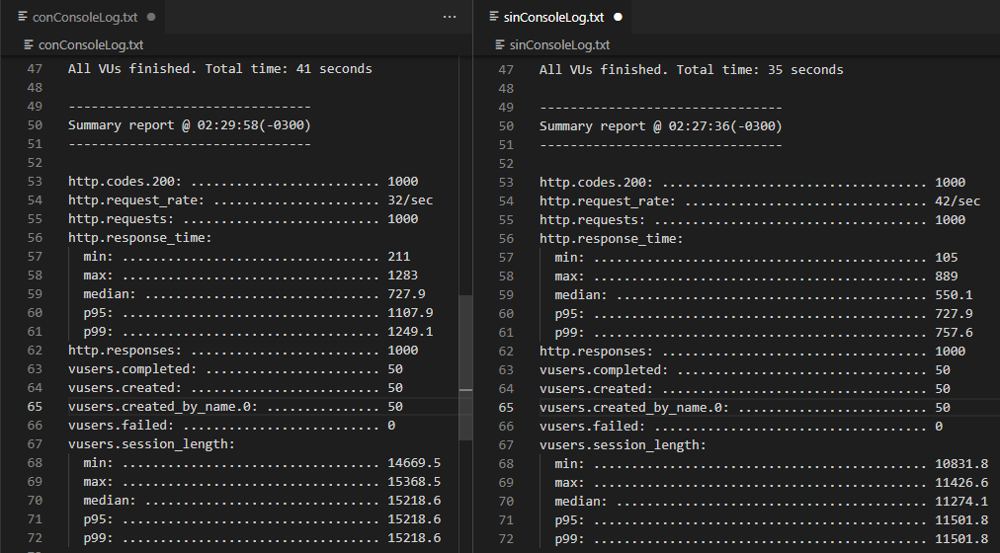 conConsoleLog.txt
conConsoleLog.txt
47 All VUs finished. Total time: 41 seconds
48
49 --------------------------------
50 Summary report @ 02:29:58(-0300)
51 --------------------------------
52
53 http.codes.200: ......................... 1000
54 http.request_rate: ...................... 32/sec
55 http.requests: .......................... 1000
56 http.response_time:
57 min: .................................. 211
58 max: .................................. 1283
59 median: ............................... 727.9
60 p95: .................................. 1107.9
61 p99: .................................. 1249.1
62 http.responses: ......................... 1000
63 vusers.completed: ....................... 50
64 vusers.created: ......................... 50
65 vusers.created_by_name.0: ............... 50
66 vusers.failed: .......................... 0
67 vusers.session_length:
68 min: .................................. 14669.5
69 max: .................................. 15368.5
70 median: ............................... 15218.6
71 p95: .................................. 15218.6
72 p99: .................................. 15218.6
sinConsoleLog.txt
sinConsoleLog.txt
47 All VUs finished. Total time: 35 seconds
48
49 --------------------------------
50 Summary report @ 02:27:36(-0300)
51 --------------------------------
52
53 http.codes.200: ................................... 1000
54 http.request_rate: ................................ 42/sec
55 http.requests: .................................... 1000
56 http.response_time:
57 min: ............................................ 105
58 max: ............................................ 889
59 median: ......................................... 550.1
60 p95: ............................................ 727.9
61 p99: ............................................ 757.6
62 http.responses: ................................... 1000
63 vusers.completed: ................................. 50
64 vusers.created: ................................... 50
65 vusers.created_by_name.0: ......................... 50
66 vusers.failed: .................................... 0
67 vusers.session_length:
68 min: ............................................ 10831.8
69 max: ............................................ 11426.6
70 median: ......................................... 11274.1
71 p95: ............................................ 11501.8
72 p99: ............................................ 11501.8